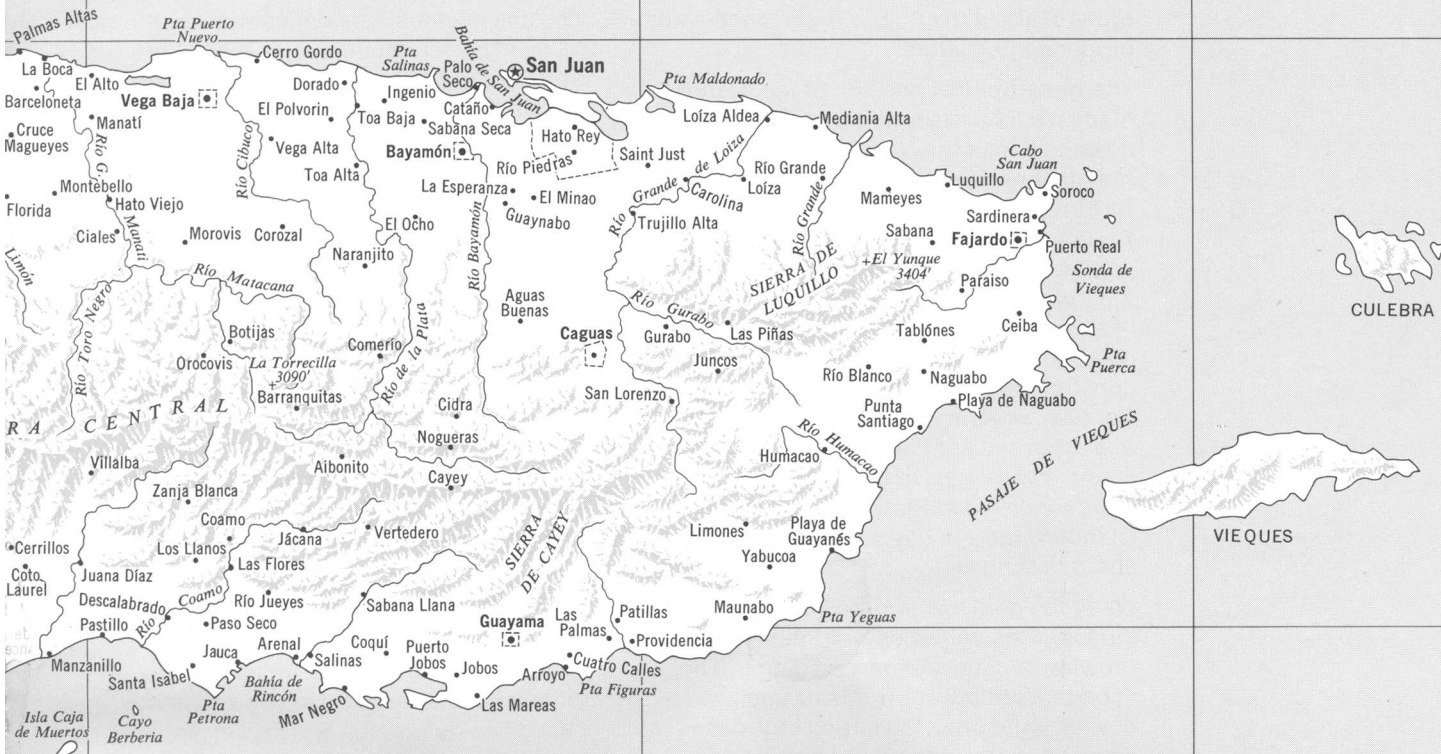 Palmas Altas
Pta Puerto
Nuevo
Cerro Gordo
Pta
Salinas
Bahía de San Juan
Palo
Seco
San Juan
Pta Maldonado
La Boca
El Alto
Dorado
Ingenio
Barceloneta
Vega Baja
El Polvorin
Toa Baja
Cataño
Sabana Seca
Loíza Aldea
Mediania Alta
Manatí
Cruce
Magueyes
Río G.
Manatí
Río Cibuco
Vega Alta
Bayamón
Hato Rey
Río Piedras
Saint Just
Cabo
San Juan
Toa Alta
Río Grande de Loiza
Río Grande
Luquillo
Soroco
Montebello
La Esperanza
El Minao
Carolina
Loíza
Río Grande
Mameyes
Florida
Hato Viejo
Guaynabo
Trujillo Alta
Sardinera
Ciales
Morovis
Corozal
El Ocho
Río Bayamón
Sabana
Fajardo
Puerto Real
Limón
Naranjito
SIERRA DE
LUQUILLO
El Yunque
3404'
Sonda de
Vieques
Río Matacana
Paraiso
Río Toro Negro
Aguas
Buenas
Río Gurabo
CULEBRA
Botijas
Río de la Plata
Caguas
Gurabo
Las Piñas
Tablónes
Ceiba
Orocovis
La Torrecilla
3090'
Comerío
Juncos
Pta
Puerca
Barranquitas
Río Blanco
Naguabo
RA CENTRAL
Cidra
San Lorenzo
Punta
Santiago
Playa de Naguabo
Nogueras
Río Humacao
PASAJE DE VIEQUES
Villalba
Aibonito
Humacao
Cayey
Zanja Blanca
Coamo
Jácana
Vertedero
SIERRA
DE CAYEY
Limones
Playa de
Guayanés
VIEQUES
Cerrillos
Los Llanos
Yabucoa
Coto
Laurel
Juana Díaz
Las Flores
Descalabrado
Río Coamo
Río Jueyes
Sabana Llana
Patillas
Maunabo
Pta Yeguas
Pastillo
Paso Seco
Guayama
Las
Palmas
Providencia
Arenal
Coquí
Puerto
Jobos
Manzanillo
Jauca
Salinas
Jobos
Cuatro Calles
Santa Isabel
Bahía de
Rincón
Arroyo
Pta Figuras
Pta
Petrona
Mar Negro
Las Mareas
Isla Caja
de Muertos
Cayo
Berberia